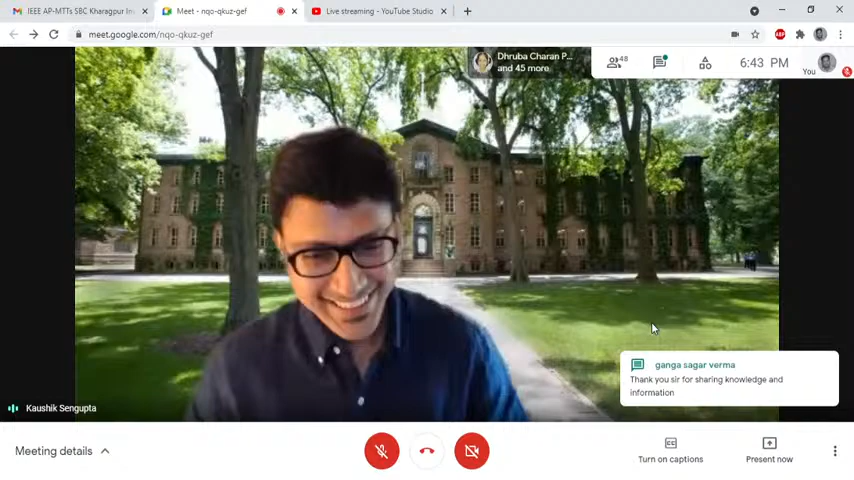 IEEE AP-MTTs SBC Kharagpur In
Meet - nqo-qkuz-gef
Live streaming - YouTube Studio
meet.google.com/nqo-qkuz-gef
ABP
Dhruba Charan P...
and 45 more
48
6:43 PM
You
ganga sagar verma
Thank you sir for sharing knowledge and
information
Kaushik Sengupta
Meeting details
Turn on captions
Present now